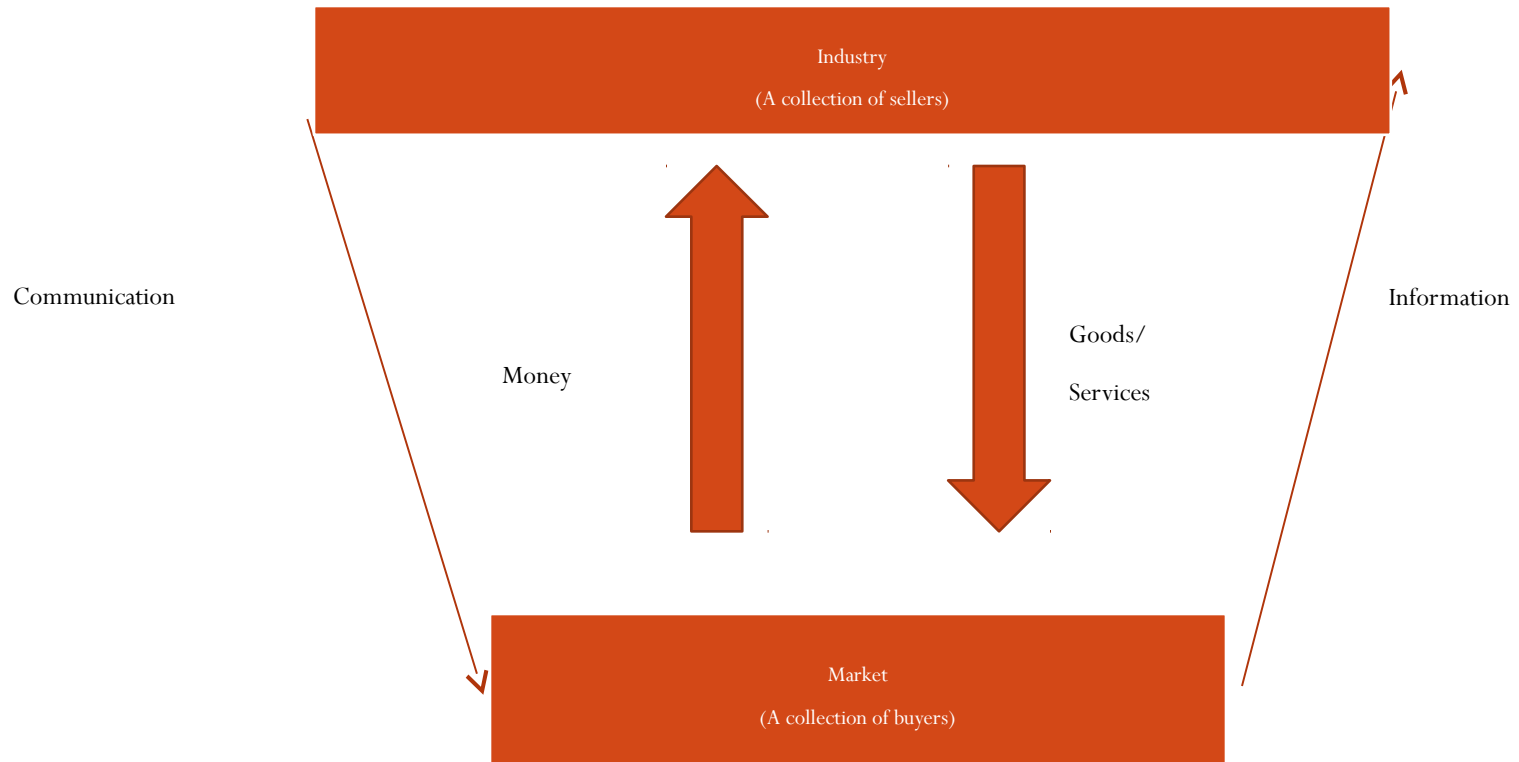 Industry
(A collection of sellers)
Communication
Information
Goods/
Money
Services
Market
(A collection of buyers)